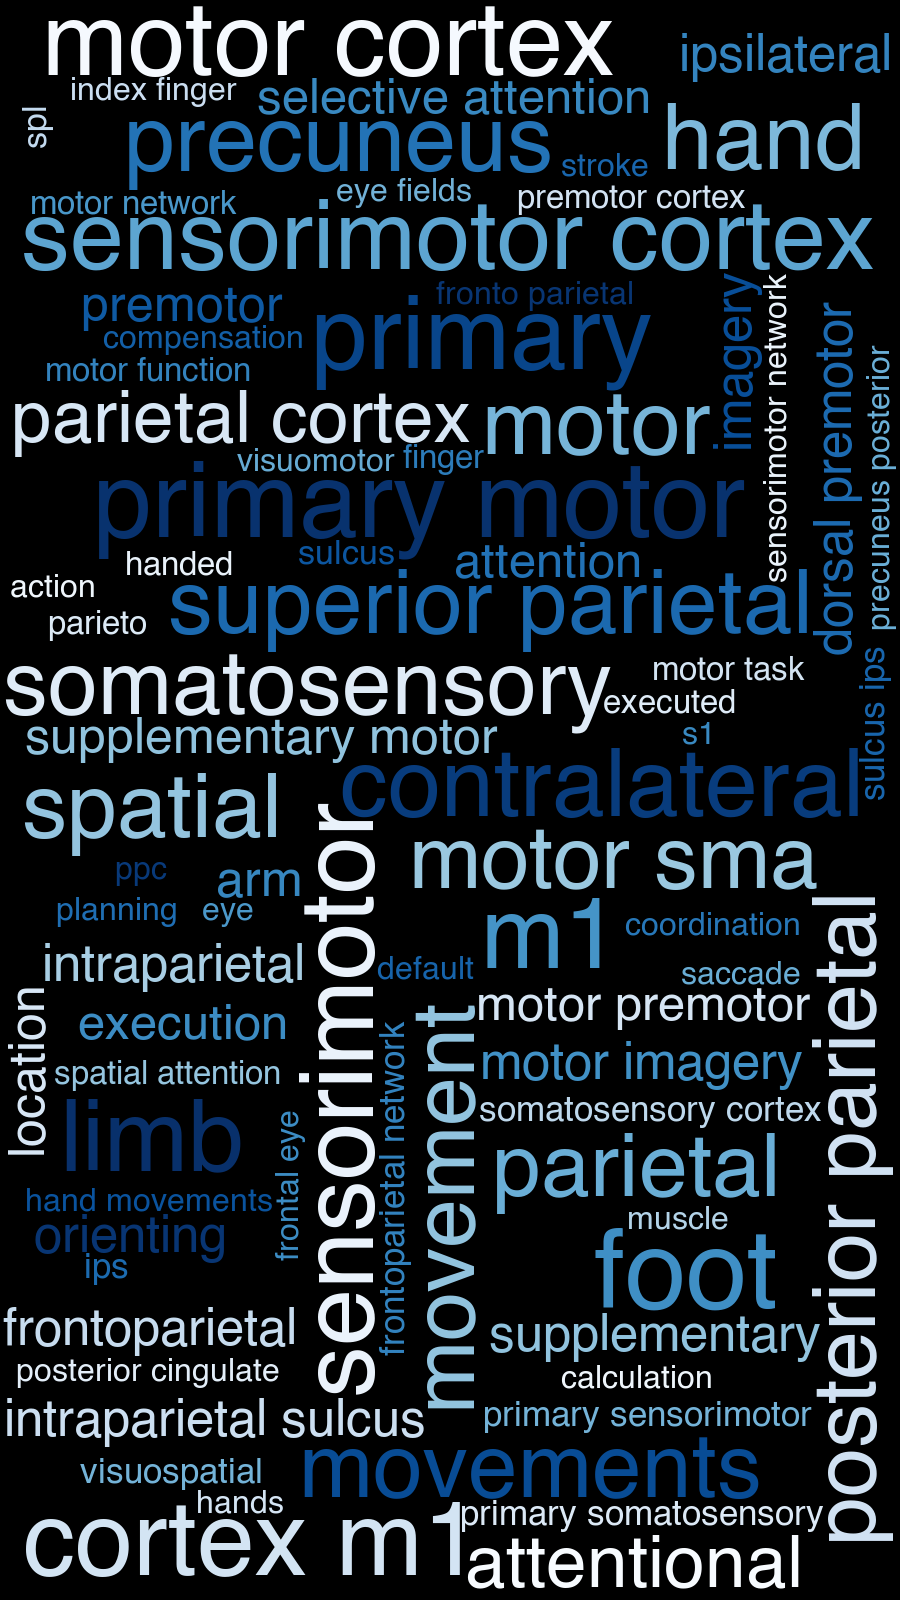 motor cortex
ipsilateral
index finger
selective attention
spl
precuneus
hand
stroke
motor network
eye fields
premotor cortex
sensorimotor cortex
premotor
fronto parietal
primary
imagery
sensorimotor network
dorsal premotor
precuneus posterior
compensation
motor function
parietal cortex
motor
visuomotor
finger
primary motor
handed
sulcus
attention
action
superior parietal
parieto
somatosensory
motor task
executed
sulcus ips
supplementary motor
s1
contralateral
spatial
sensorimotor
motor sma
ppc
arm
planning
eye
m1
coordination
posterior parietal
intraparietal
default
saccade
location
motor premotor
execution
movement
frontoparietal network
motor imagery
spatial attention
limb
somatosensory cortex
frontal eye
parietal
hand movements
muscle
orienting
foot
ips
frontoparietal
supplementary
posterior cingulate
calculation
intraparietal sulcus
primary sensorimotor
movements
visuospatial
hands
primary somatosensory
cortex m1
attentional